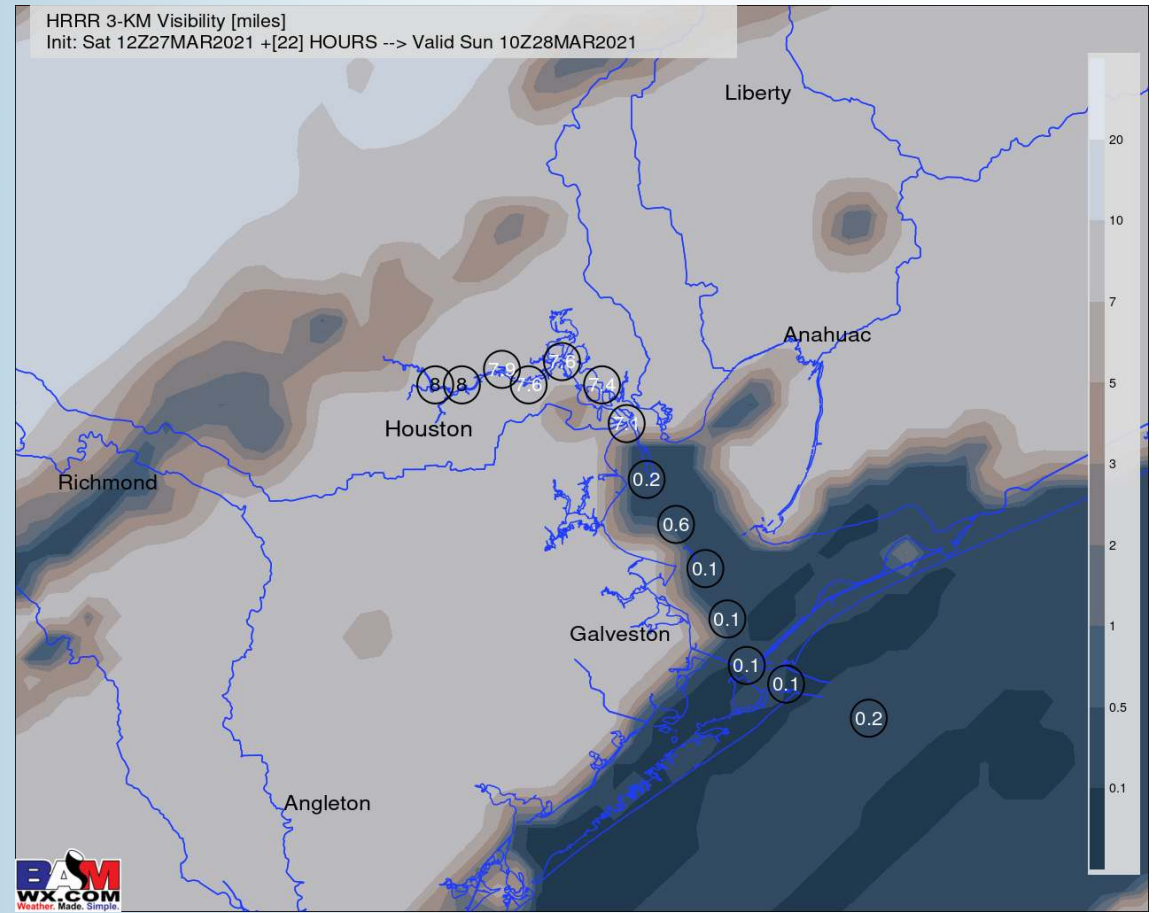 HRRR 3-KM Visibility [miles]
Init: Sat 12Z27MAR2021 +[22] HOURS --> Valid Sun 10Z28MAR2021
Liberty
20
10
7
Anahuac
7.6
7.9
8
8
7.6
7.4
5
7.1
Houston
3
Richmond
0.2
0.6
2
0.1
0.1
1
Galveston
0.1
0.1
0.5
0.2
0.1
Angleton
BAM
WX.COM
Weather. Made. Simple.